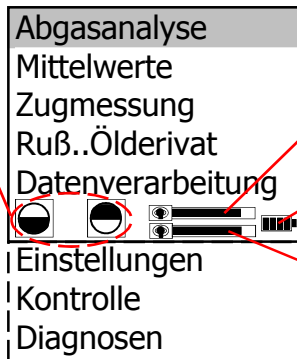 Abgasanalyse
Mittelwerte
Zugmessung
Ruß..Ölderivat
Datenverarbeitung
Einstellungen
Kontrolle
Diagnosen